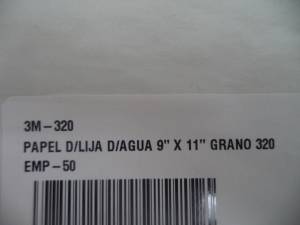 3M-320
PAPEL D/LIJA D/AGUA 9" X 11" GRANO 320
EMP-50